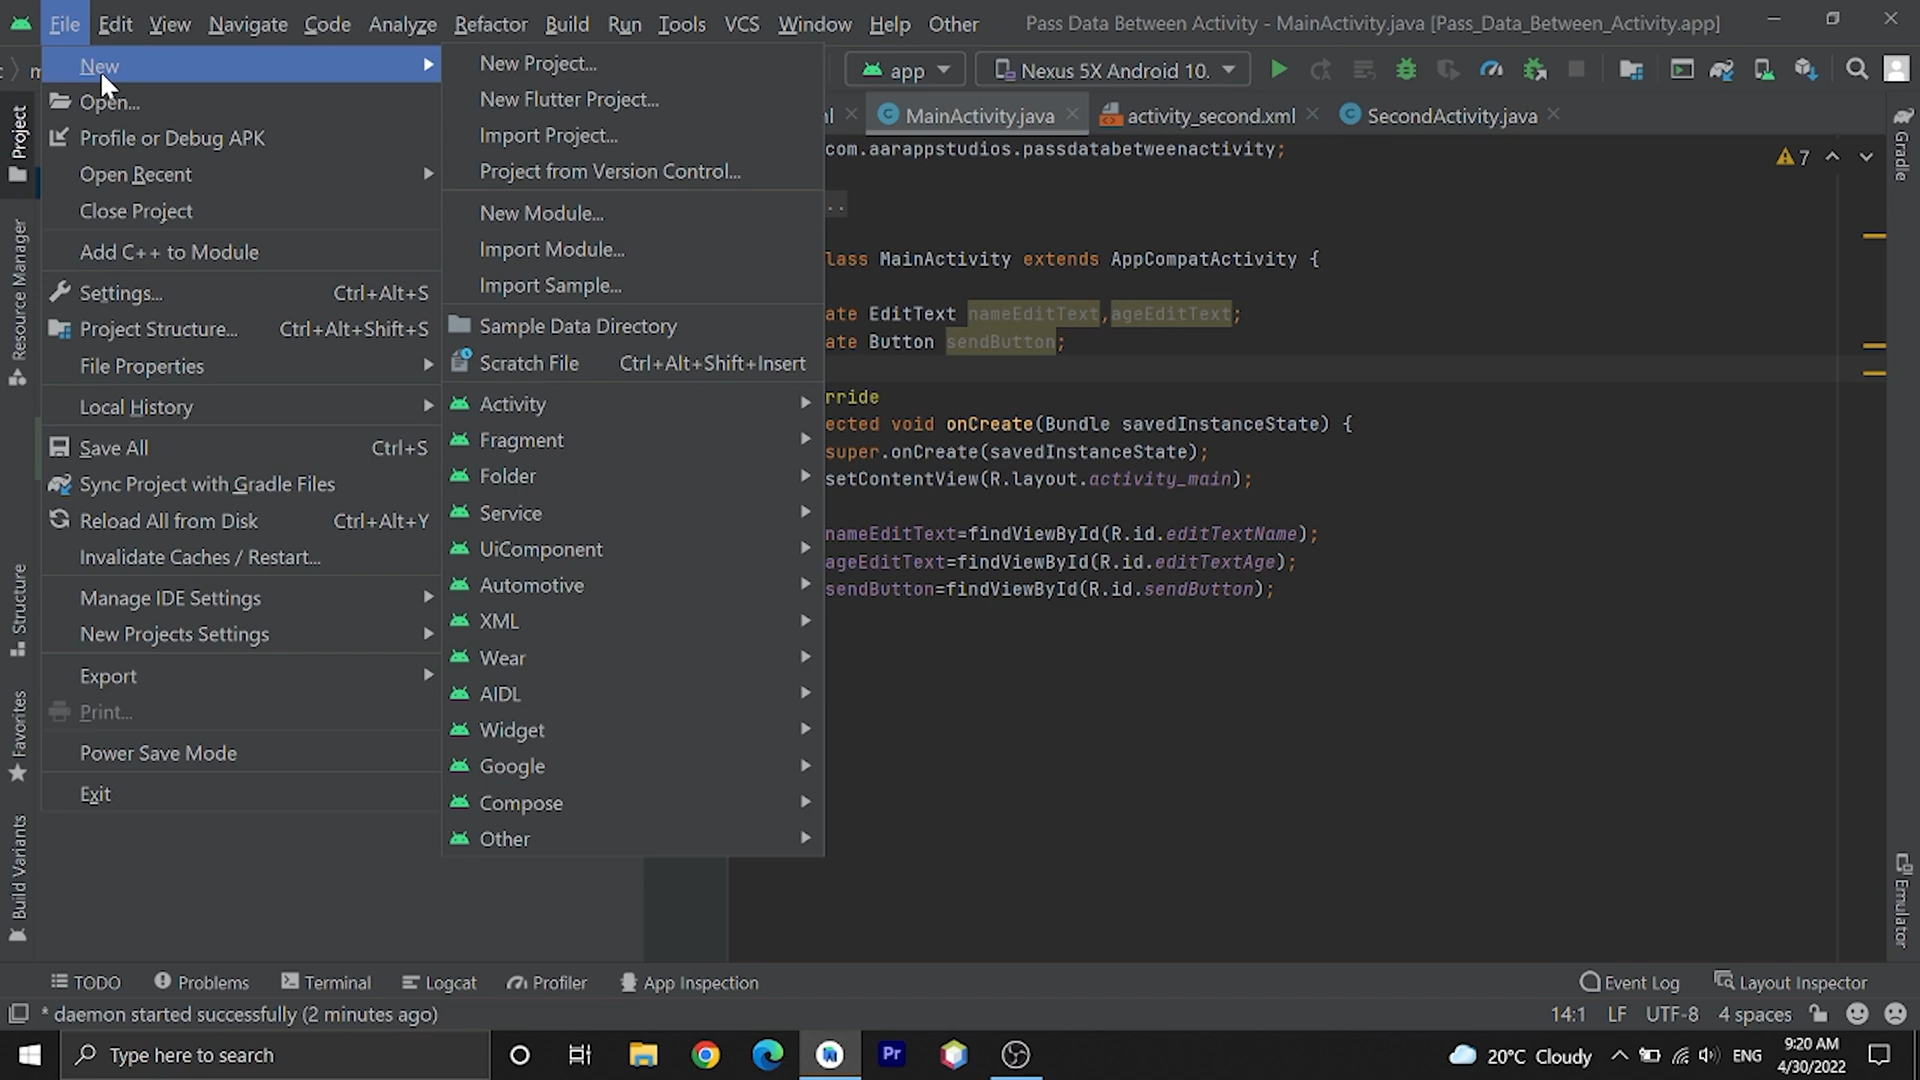 File Edit View Navigate Code Analyze Refactor Build Run Tools VCS Window Help Other Pass Data Between Activity - MainActivity.java [Pass_Data_Between_Activity.app]
app Nexus 5X Android 10.
MainActivity.java activity_second.xml SecondActivity.java
New
Open...
Profile or Debug APK
Open Recent
Close Project
Add C++ to Module
Settings... Ctrl+Alt+S
Project Structure... Ctrl+Alt+Shift+S
File Properties
Local History
Save All Ctrl+S
Sync Project with Gradle Files
Reload All from Disk Ctrl+Alt+Y
Invalidate Caches / Restart...
Manage IDE Settings
New Projects Settings
Export
Print...
Power Save Mode
Exit
New Project...
New Flutter Project...
Import Project...
Project from Version Control...
New Module...
Import Module...
Import Sample...
Sample Data Directory
Scratch File Ctrl+Alt+Shift+Insert
Activity
Fragment
Folder
Service
UiComponent
Automotive
XML
Wear
AIDL
Widget
Google
Compose
Other
com.aarappstudios.passdatabetweenactivity;
7
..
lass MainActivity extends AppCompatActivity {
ate EditText nameEditText,ageEditText;
ate Button sendButton;
rride
ected void onCreate(Bundle savedInstanceState) {
super.onCreate(savedInstanceState);
setContentView(R.layout.activity_main);
nameEditText=findViewById(R.id.editTextName);
ageEditText=findViewById(R.id.editTextAge);
sendButton=findViewById(R.id.sendButton);
Project
Resource Manager
Structure
Favorites
Build Variants
Gradle
Emulator
TODO Problems Terminal Logcat Profiler App Inspection Event Log Layout Inspector
* daemon started successfully (2 minutes ago) 14:1 LF UTF-8 4 spaces
Type here to search Pr 20°C Cloudy ENG 9:20 AM
4/30/2022